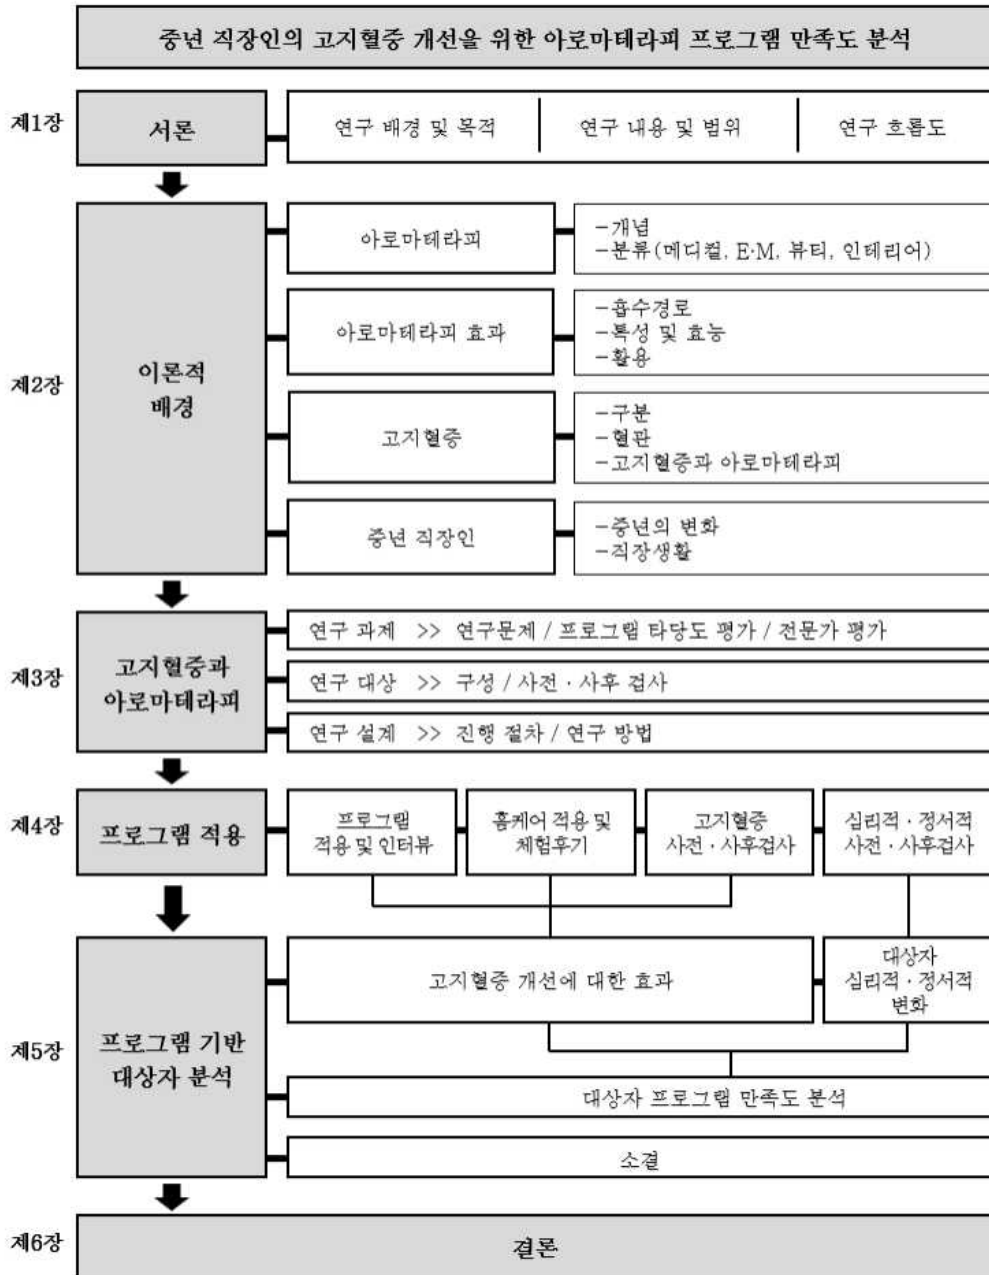 중년 직장인의 고지혈증 개선을 위한 아로마테라피 프로그램 만족도 분석
제1장
서론
연구 배경 및 목적
연구 내용 및 범위
연구 흐름도
제2장
이론적
배경
아로마테라피
-개념
-분류(메디컬, E·M, 뷰티, 인테리어)
아로마테라피 효과
-흡수경로
-특성 및 효능
-활용
고지혈증
-구분
-혈관
-고지혈증과 아로마테라피
중년 직장인
-중년의 변화
-직장생활
제3장
고지혈증과
아로마테라피
연구 과제 >> 연구문제 / 프로그램 타당도 평가 / 전문가 평가
연구 대상 >> 구성 / 사전 · 사후 검사
연구 설계 >> 진행 절차 / 연구 방법
제4장
프로그램 적용
프로그램
적용 및 인터뷰
홈케어 적용 및
체험후기
고지혈증
사전 · 사후검사
심리적 · 정서적
사전 · 사후검사
제5장
프로그램 기반
대상자 분석
고지혈증 개선에 대한 효과
대상자
심리적 · 정서적
변화
대상자 프로그램 만족도 분석
소결
제6장
결론